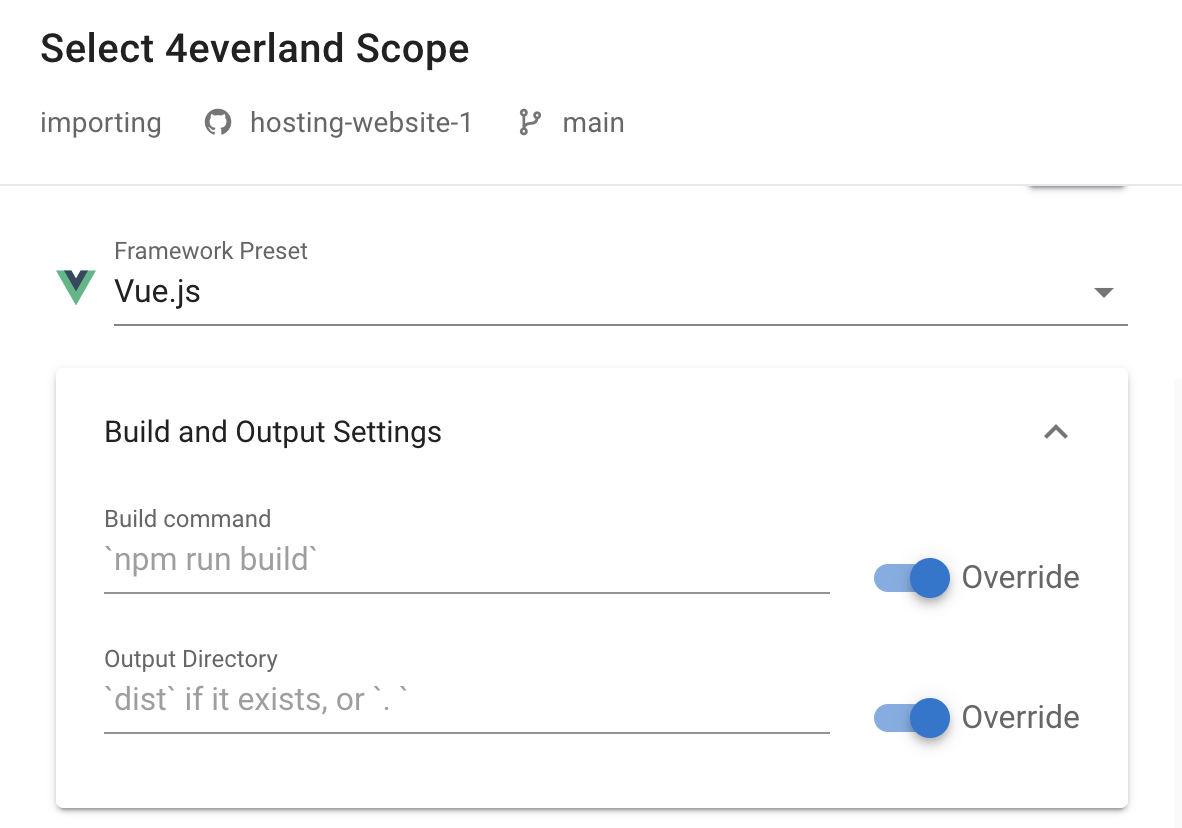 Select 4everland Scope
importing hosting-website-1 main
Framework Preset
Vue.js
Build and Output Settings
Build command
`npm run build`
Override
Output Directory
`dist` if it exists, or `. `
Override